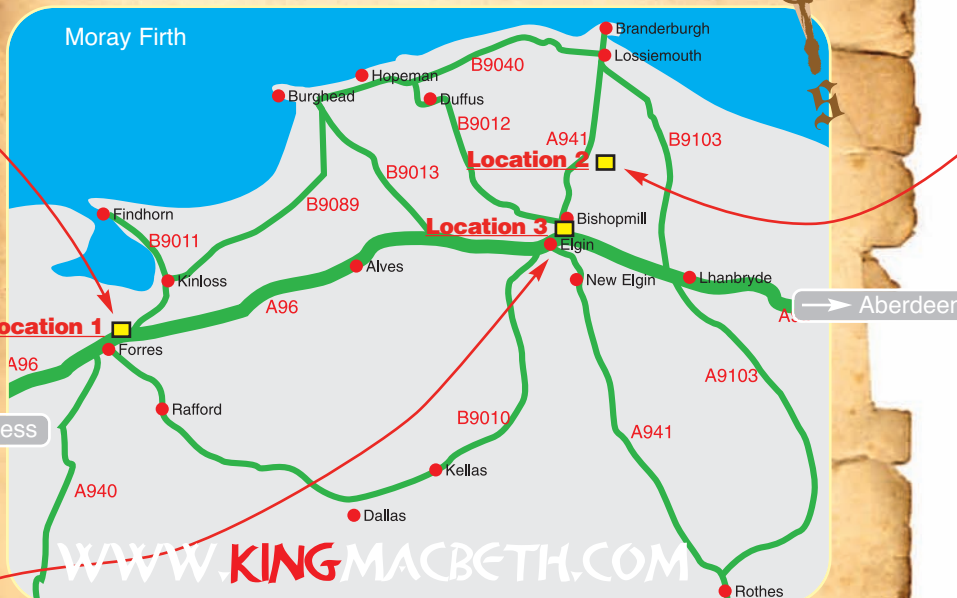 Moray Firth
Branderburgh
Lossiemouth
B9040
Hopeman
Burghead
Duffus
B9012
A941
B9103
Location 2
B9013
B9089
Findhorn
B9011
Bishopmill
Location 3
Elgin
Kinloss
Alves
New Elgin
Lhanbryde
A96
Aberdeen
ocation 1
Forres
A96
A9103
Rafford
B9010
A941
ess
Kellas
A940
Dallas
WWW.KINGMACBETH.COM
Rothes